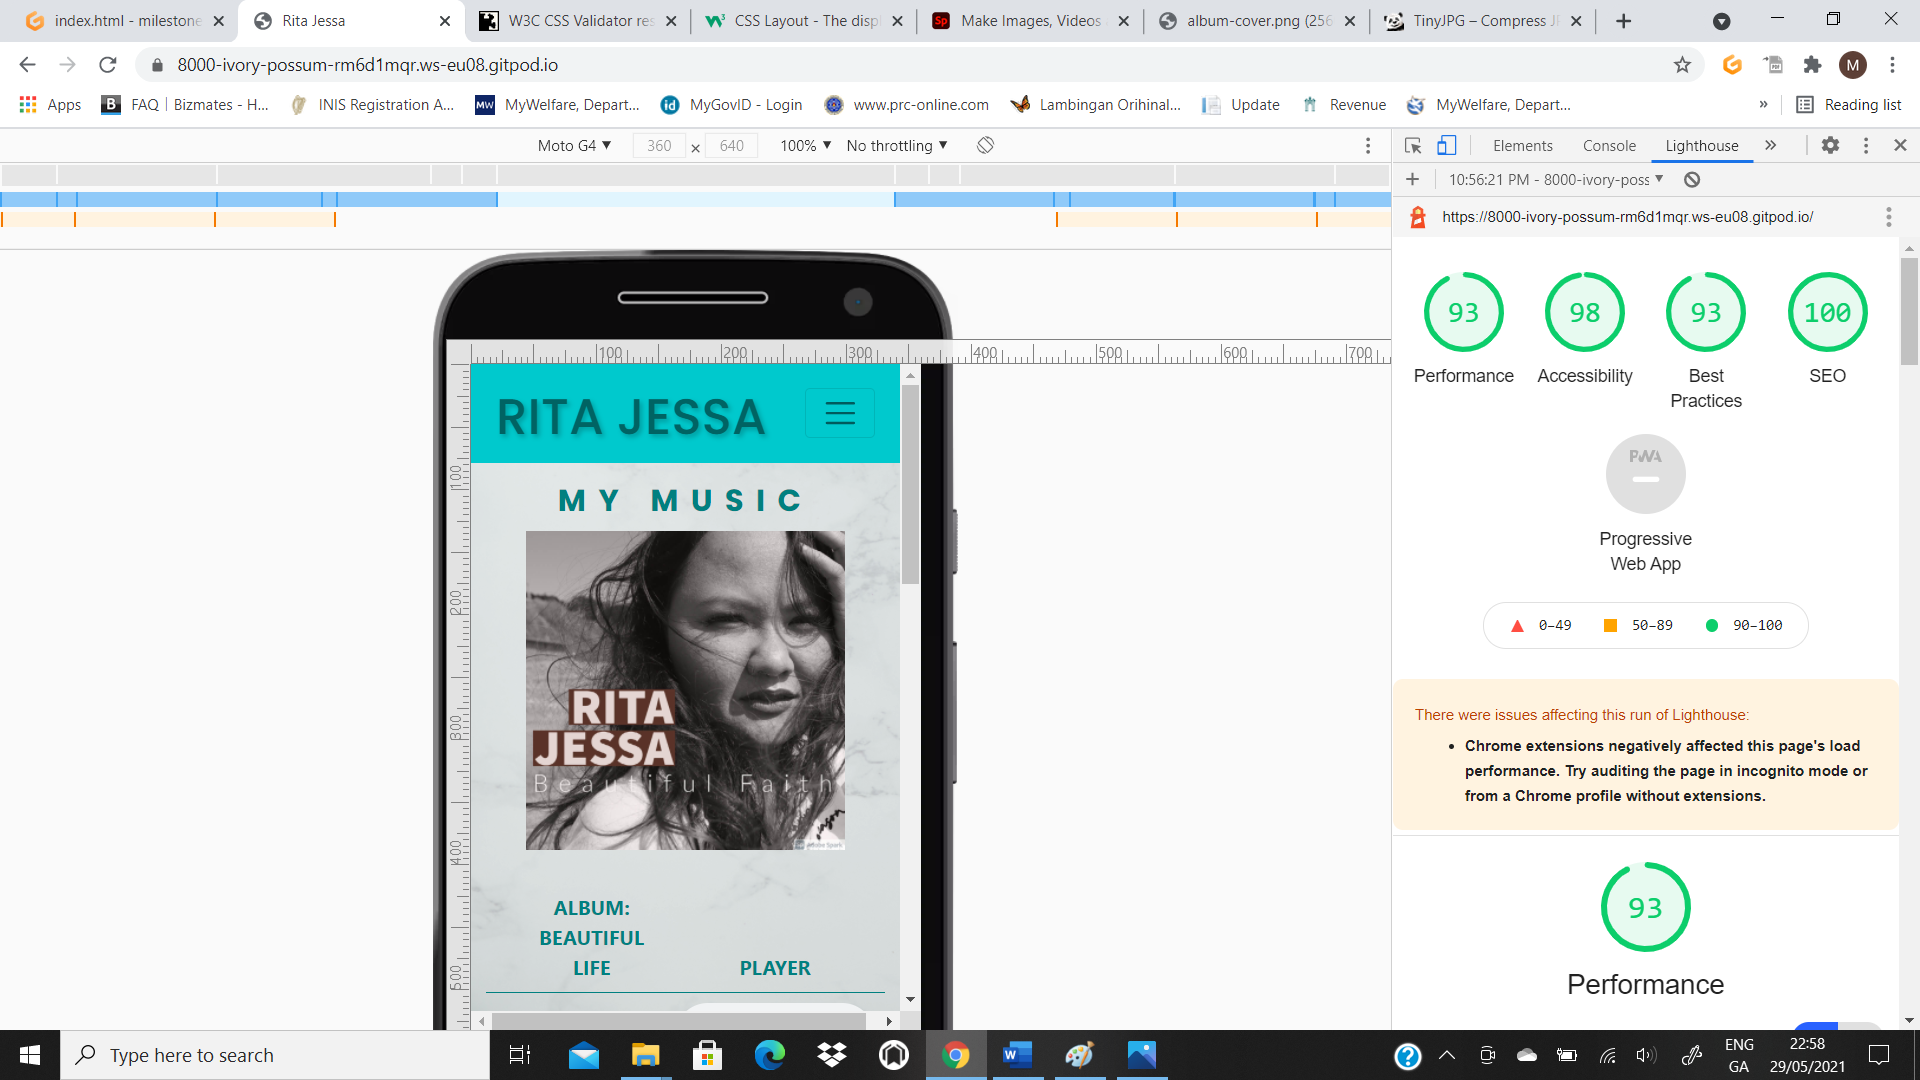 index.html - milestone
Rita Jessa
W3C CSS Validator res
CSS Layout - The disp
Make Images, Videos
album-cover.png (256
TinyJPG – Compress J
8000-ivory-possum-rm6d1mqr.ws-eu08.gitpod.io
M
Apps
B FAQ | Bizmates - H...
INIS Registration A...
MW MyWelfare, Depart...
id MyGovID - Login
www.prc-online.com
Lambingan Orihinal...
Update
Revenue
MyWelfare, Depart...
»
Reading list
Moto G4 ▼ 360 × 640 100% ▼ No throttling ▼
Elements Console Lighthouse »
10:56:21 PM - 8000-ivory-poss ▼
https://8000-ivory-possum-rm6d1mqr.ws-eu08.gitpod.io/
100 200 300 400 500 600 700
100
200
300
400
500
RITA JESSA
MY MUSIC
RITA
JESSA
Beautiful Faith
Adobe Spark
ALBUM:
BEAUTIFUL
LIFE
PLAYER
93 98 93 100
Performance Accessibility Best Practices SEO
PWA
Progressive
Web App
0–49 50–89 90–100
There were issues affecting this run of Lighthouse:
• Chrome extensions negatively affected this page's load
performance. Try auditing the page in incognito mode or
from a Chrome profile without extensions.
93
Performance
Type here to search
ENG
GA
22:58
29/05/2021